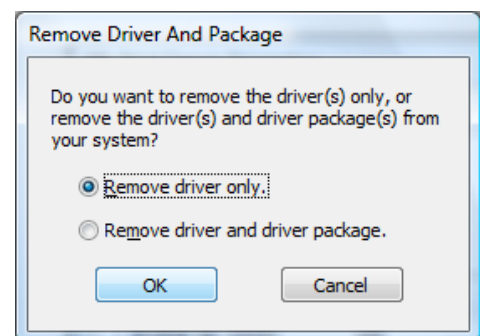 Remove Driver And Package
Do you want to remove the driver(s) only, or
remove the driver(s) and driver package(s) from
your system?
Remove driver only.
Remove driver and driver package.
OK
Cancel